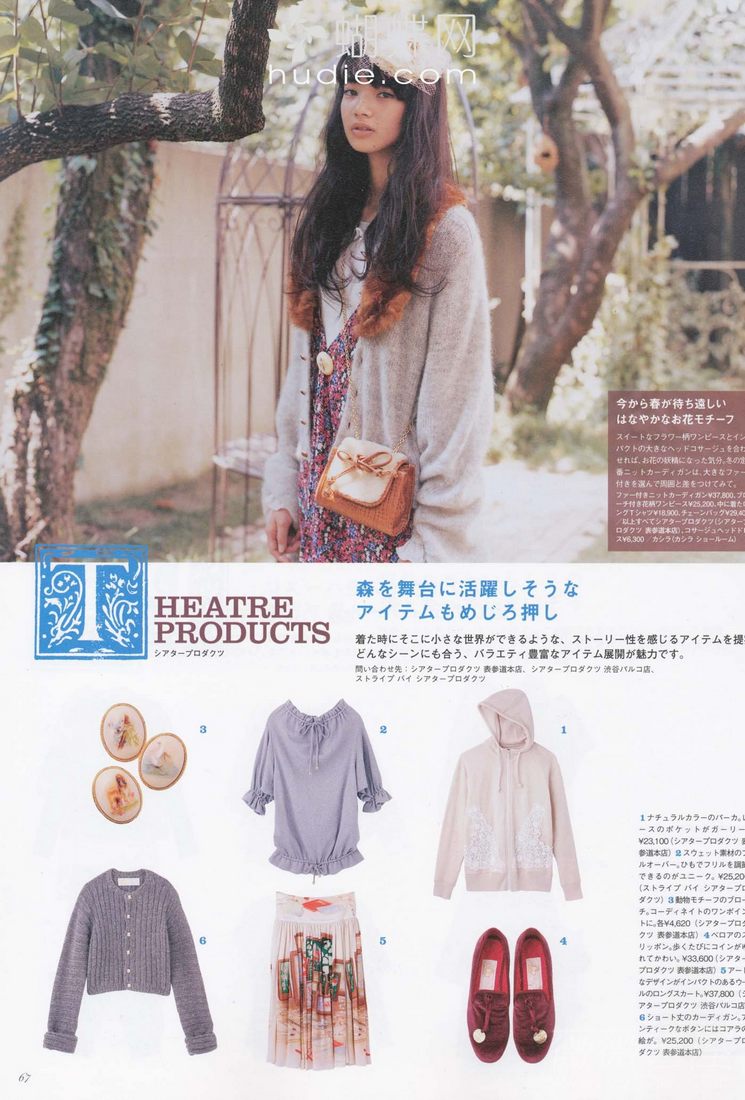 蝴蝶网
hudie.com
今から春が待ち遠しい
はなやかなお花モチーフ
スイートなフラワー柄ワンピースとイン
パクトの大きなヘッドコサージュを合わ
せれば、お花の妖精になった気分。冬の定
番ニットカーディガンは、大きなファー
付きを選んで周囲と差をつけてみて。
ファー付きニットカーディガン¥37,800、ブロ
ーチ付き花柄ワンピース¥25,200、中に着た
ングTシャツ¥18,900、チェーンバッグ¥29,40
／以上すべてシアタープロダクツ（シアター
ロダクツ 表参道本店）、コサージュヘッドド
ス¥6,300／カシラ（カシラ ショールーム）
THEATRE
PRODUCTS
シアタープロダクツ
森を舞台に活躍しそうな
アイテムもめじろ押し
着た時にそこに小さな世界ができるような、ストーリー性を感じるアイテムを提
どんなシーンにも合う、バラエティ豊富なアイテム展開が魅力です。
問い合わせ先：シアタープロダクツ 表参道本店、シアタープロダクツ 渋谷パルコ店、
ストライプ バイ シアタープロダクツ
3
2
1
6
5
4
1 ナチュラルカラーのパーカ。レ
ースのポケットがガーリー
¥23,100（シアタープロダクツ 表
参道本店）2 スウェット素材のプ
ルオーバー。ひもでフリルを調節
できるのがユニーク。¥25,200
（ストライプ バイ シアタープロ
ダクツ）3 動物モチーフのブロー
チ。コーディネイトのワンポイン
トに。各¥4,620（シアタープロダ
クツ 表参道本店）4 ベロアのス
リッポン。歩くたびにコインが
れてかわい。¥33,600（シアター
プロダクツ 表参道本店）5 アート
なデザインがインパクトのあるウー
ルのロングスカート。¥37,800（シ
アタープロダクツ 渋谷パルコ店）
6 ショート丈のカーディガン。ア
ンティークなボタンにはコアラの
絵が。¥25,200（シアタープロ
ダクツ 表参道本店）
67